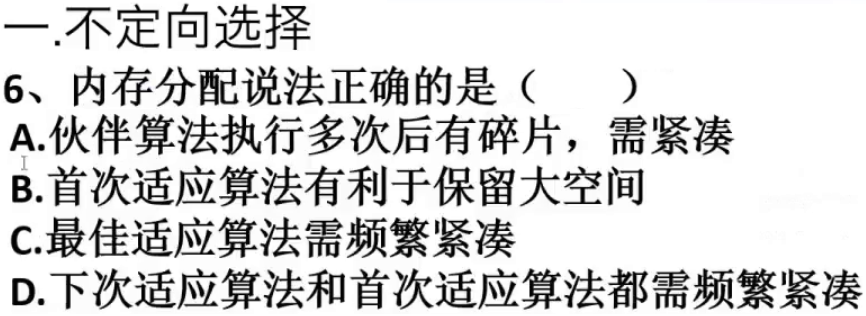 一.不定向选择
6、内存分配说法正确的是（　　）
A.伙伴算法执行多次后有碎片，需紧凑
B.首次适应算法有利于保留大空间
C.最佳适应算法需频繁紧凑
D.下次适应算法和首次适应算法都需频繁紧凑